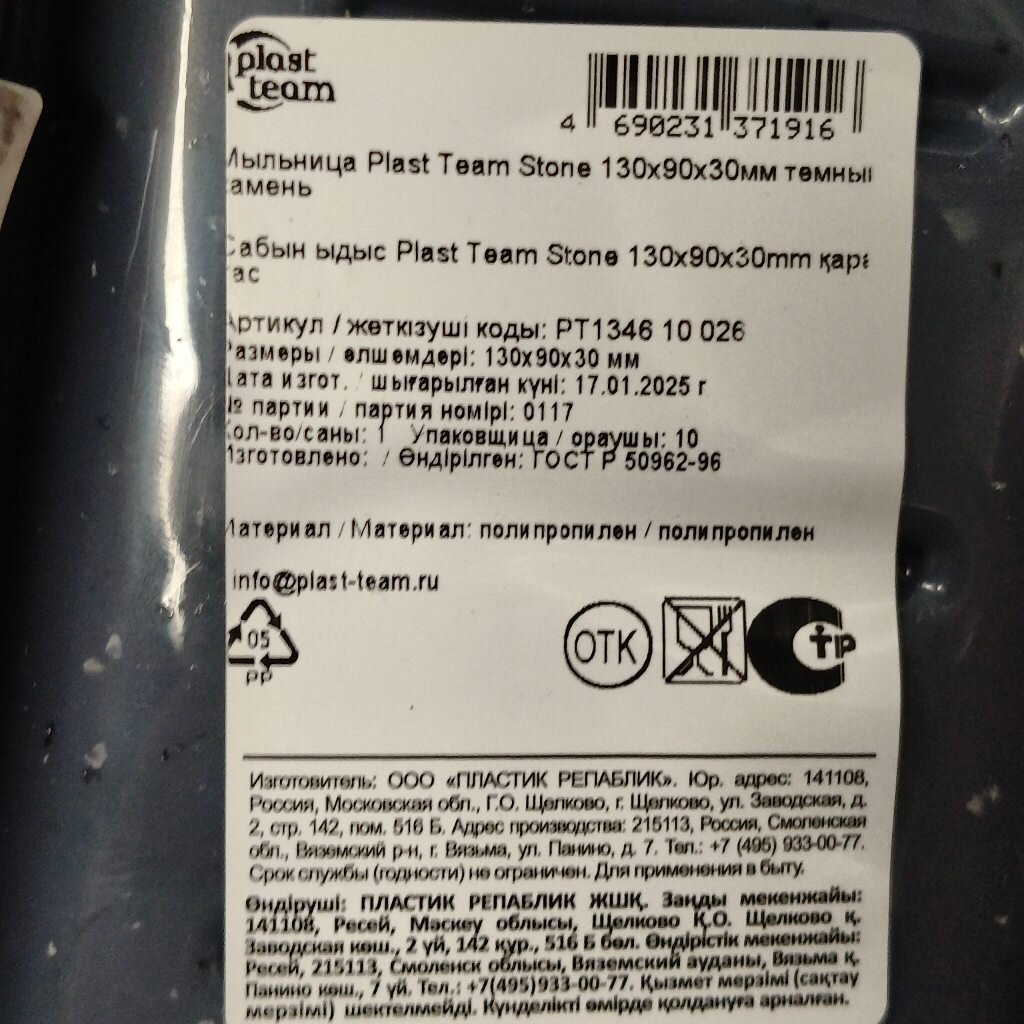 plast
team
4 690231 371916
Мыльница Plast Team Stone 130x90x30мм темный
камень
Сабын ыдыс Plast Team Stone 130x90x30mm қара
тас
Артикул / жеткізуші коды: PT1346 10 026
Размеры / өлшемдері: 130x90x30 мм
Дата изгот. / шығарылған күні: 17.01.2025 г
№ партии / партия номірі: 0117
Кол-во/саны: 1 Упаковщица / ораушы: 10
Изготовлено: / Өндірілген: ГОСТ Р 50962-96
Материал / Материал: полипропилен / полипропилен
info@plast-team.ru
05
PP
ОТК
СТР
Изготовитель: ООО «ПЛАСТИК РЕПАБЛИК». Юр. адрес: 141108,
Россия, Московская обл., Г.О. Щелково, г. Щелково, ул. Заводская, д.
2, стр. 142, пом. 516 Б. Адрес производства: 215113, Россия, Смоленская
обл., Вяземский р-н, г. Вязьма, ул. Панино, д. 7. Тел.: +7 (495) 933-00-77.
Срок службы (годности) не ограничен. Для применения в быту.
Өндіруші: ПЛАСТИК РЕПАБЛИК ЖШҚ. Заңды мекенжайы:
141108, Ресей, Мәскеу облысы, Щелково Қ.О. Щелково қ.
Заводская көш., 2 үй, 142 құр., 516 Б бөл. Өндірістік мекенжайы:
Ресей, 215113, Смоленск облысы, Вяземский ауданы, Вязьма қ.
Панино көш., 7 үй. Тел.: +7(495)933-00-77. Қызмет мерзімі (сақтау
мерзімі) шектелмейді. Күнделікті өмірде қолдануға арналған.